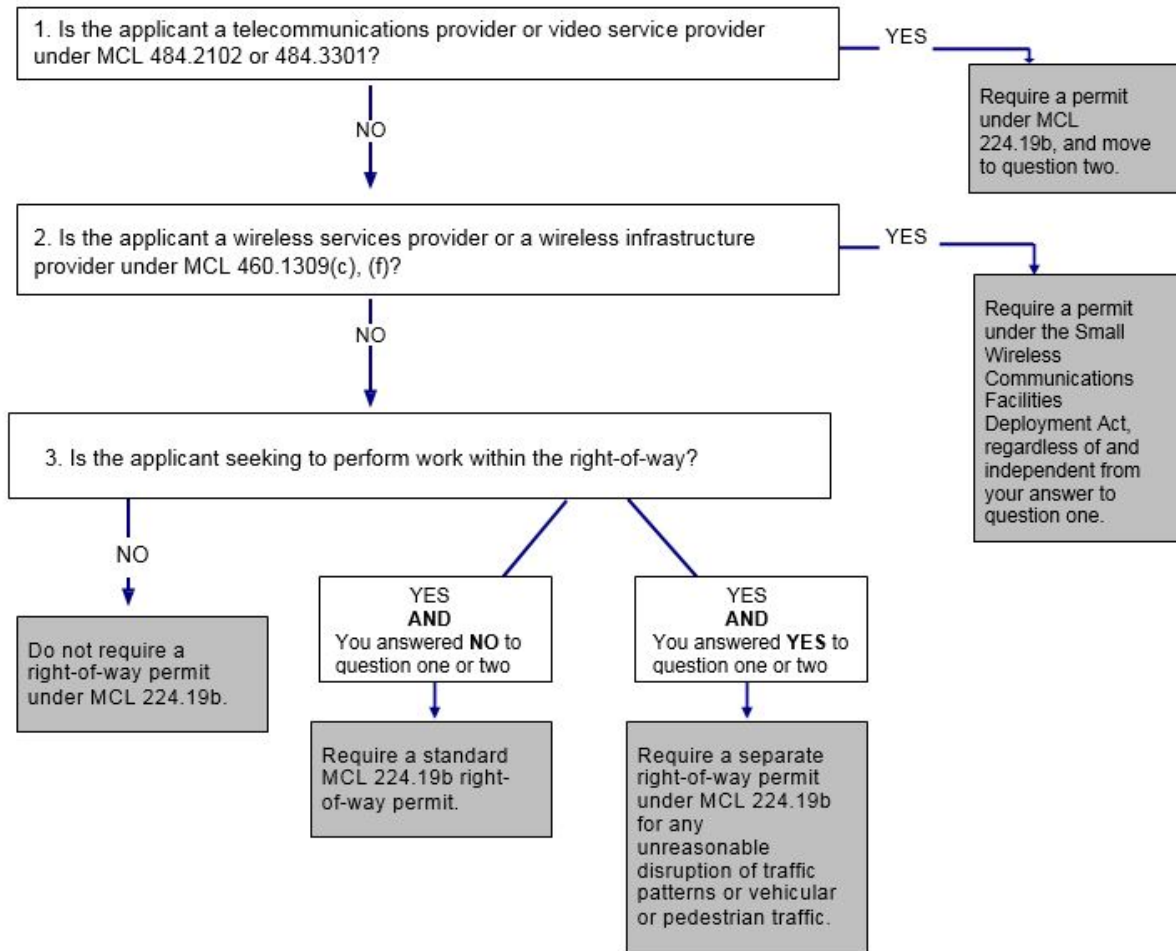 1. Is the applicant a telecommunications provider or video service provider
under MCL 484.2102 or 484.3301?
YES
Require a permit
under MCL
224.19b, and move
to question two.
NO
2. Is the applicant a wireless services provider or a wireless infrastructure
provider under MCL 460.1309(c), (f)?
YES
Require a permit
under the Small
Wireless
Communications
Facilities
Deployment Act,
regardless of and
independent from
your answer to
question one.
NO
3. Is the applicant seeking to perform work within the right-of-way?
NO
Do not require a
right-of-way permit
under MCL 224.19b.
YES
AND
You answered NO to
question one or two
Require a standard
MCL 224.19b right-
of-way permit.
YES
AND
You answered YES to
question one or two
Require a separate
right-of-way permit
under MCL 224.19b
for any
unreasonable
disruption of traffic
patterns or vehicular
or pedestrian traffic.